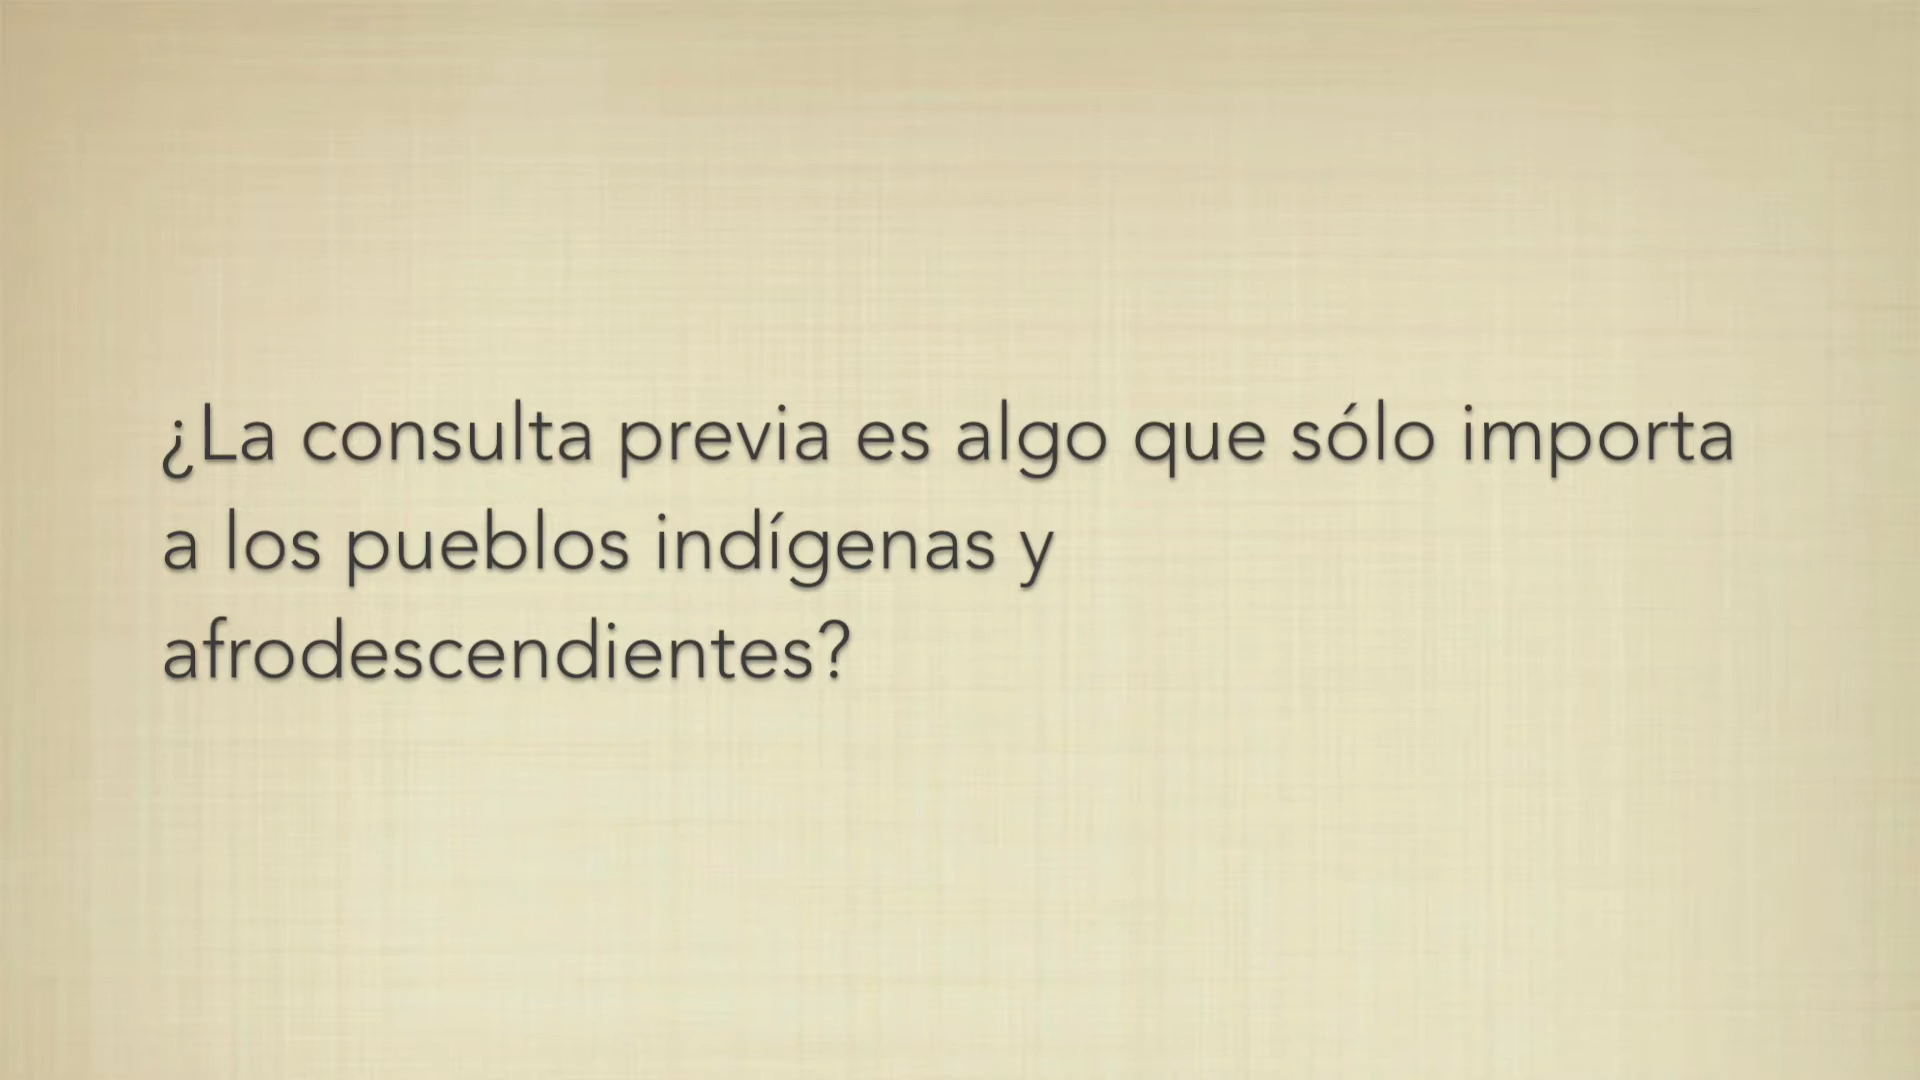 ¿La consulta previa es algo que sólo importa
a los pueblos indígenas y
afrodescendientes?